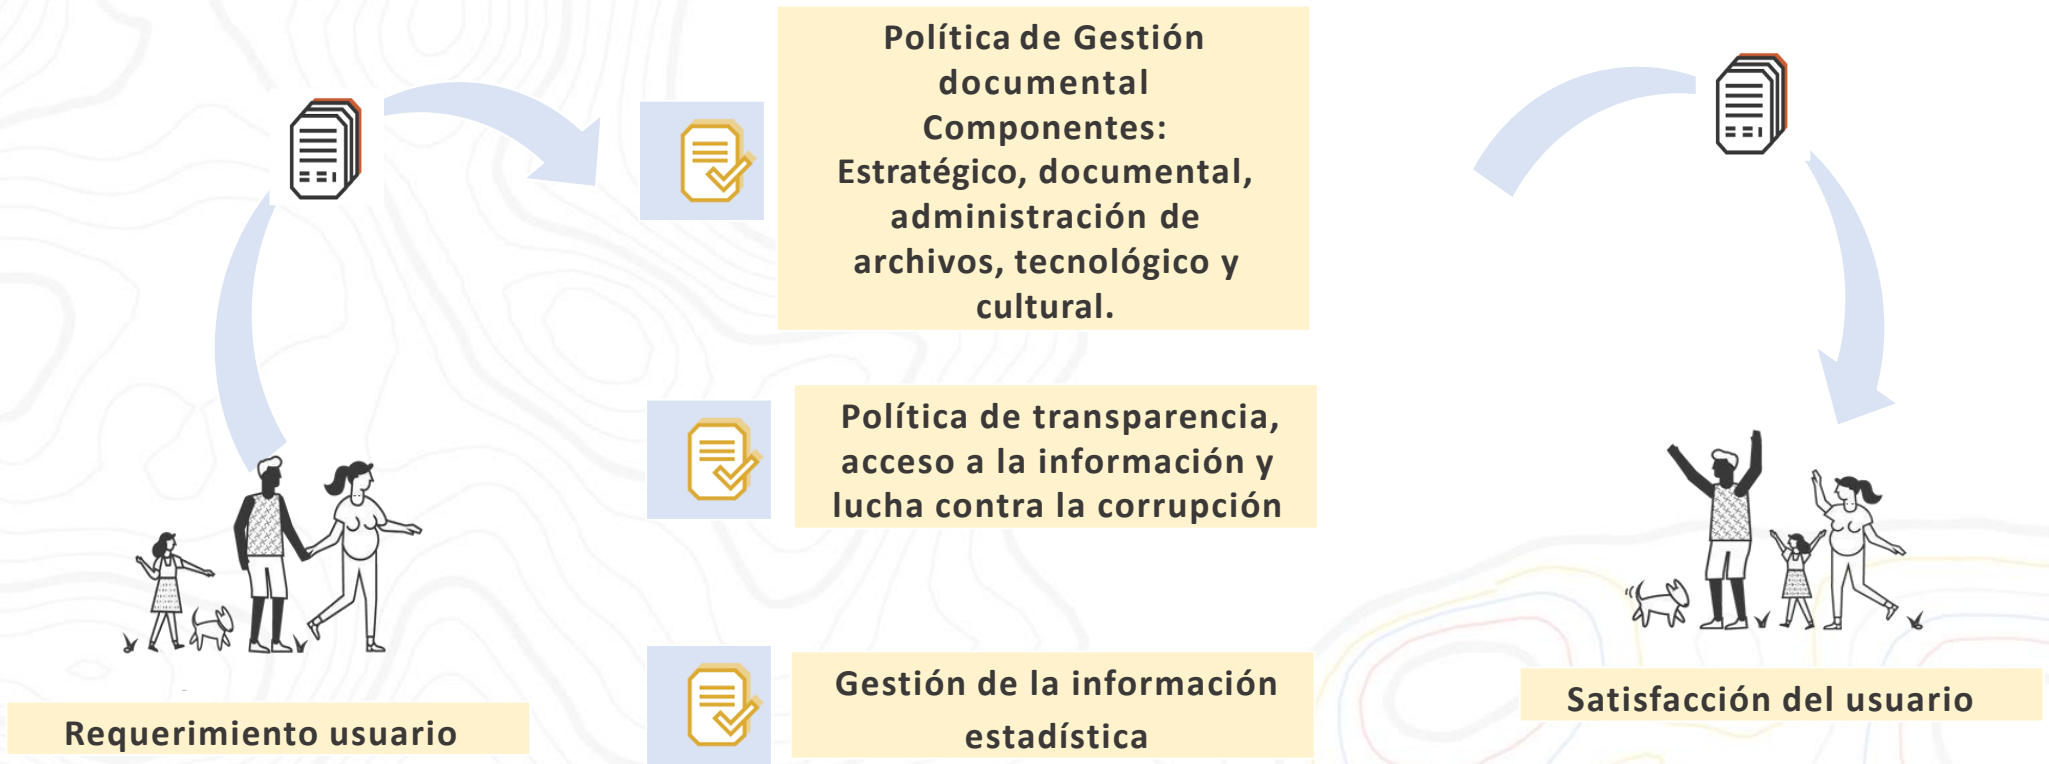 Política de Gestión
documental
Componentes:
Estratégico, documental,
administración de
archivos, tecnológico y
cultural.
Política de transparencia,
acceso a la información y
lucha contra la corrupción
Gestión de la información
estadística
Requerimiento usuario
Satisfacción del usuario